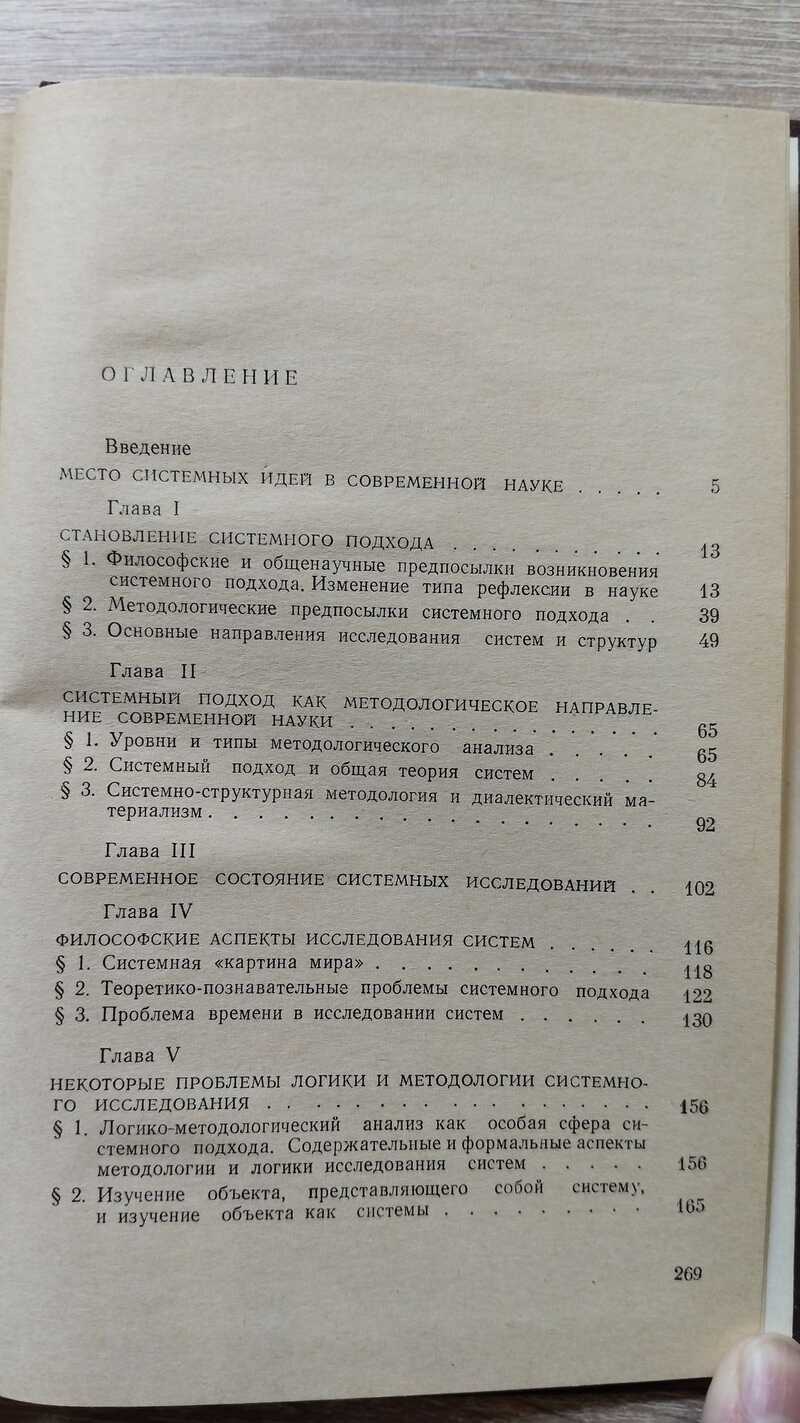 ОГЛАВЛЕНИЕ
Введение
МЕСТО СИСТЕМНЫХ ИДЕЙ В СОВРЕМЕННОЙ НАУКЕ . . . . . 5
Глава I
СТАНОВЛЕНИЕ СИСТЕМНОГО ПОДХОДА . . . . . . . . . . 13
§ 1. Философские и общенаучные предпосылки возникновения
системного подхода. Изменение типа рефлексии в науке 13
§ 2. Методологические предпосылки системного подхода . . 39
§ 3. Основные направления исследования систем и структур 49
Глава II
СИСТЕМНЫЙ ПОДХОД КАК МЕТОДОЛОГИЧЕСКОЕ НАПРАВЛЕ-
НИЕ СОВРЕМЕННОЙ НАУКИ . . . . . . . . . . . . . . . 65
§ 1. Уровни и типы методологического анализа . . . . . 65
§ 2. Системный подход и общая теория систем . . . . . 84
§ 3. Системно-структурная методология и диалектический ма-
териализм . . . . . . . . . . . . . . . . . . . 92
Глава III
СОВРЕМЕННОЕ СОСТОЯНИЕ СИСТЕМНЫХ ИССЛЕДОВАНИЙ . . 102
Глава IV
ФИЛОСОФСКИЕ АСПЕКТЫ ИССЛЕДОВАНИЯ СИСТЕМ . . . . . . 116
§ 1. Системная «картина мира» . . . . . . . . . . . . 118
§ 2. Теоретико-познавательные проблемы системного подхода 122
§ 3. Проблема времени в исследовании систем . . . . . . 130
Глава V
НЕКОТОРЫЕ ПРОБЛЕМЫ ЛОГИКИ И МЕТОДОЛОГИИ СИСТЕМНО-
ГО ИССЛЕДОВАНИЯ . . . . . . . . . . . . . . . . . . 156
§ 1. Логико-методологический анализ как особая сфера си-
стемного подхода. Содержательные и формальные аспекты
методологии и логики исследования систем . . . . . 156
§ 2. Изучение объекта, представляющего собой систему,
и изучение объекта как системы . . . . . . . . . 165
269